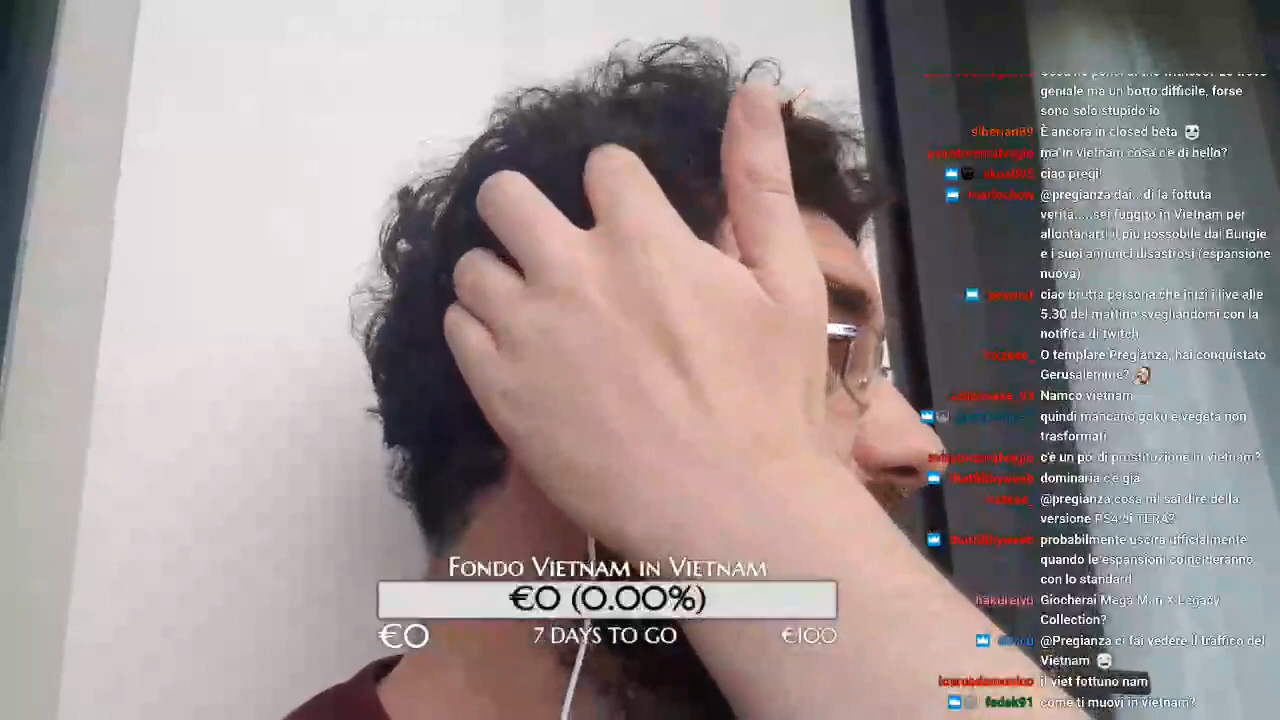 geniale ma un botto difficile, forse
sono solo stupido io
siberian89 È ancora in closed beta
ma in vietnam cosa c'è di bello?
ciao pregi!
@pregianza dai...di la fottuta
verità.....sei fuggito in Vietnam per
allontanarti il più possobile dai Bungie
e i suoi annunci disastrosi (espansione
nuova)
ciao brutta persona che inizi i live alle
5.30 del mattino svegliandomi con la
notifica di twitch
O templare Pregianza, hai conquistato
Gerusalemme?
Namco vietnam
quindi mancano goku e vegeta non
trasformati
c'è un po di prostituzione in vietnam?
dominaria c'è già
@pregianza cosa mi sai dire della
versione PS4 di TERA?
probabilmente uscirà ufficialmente
quando le espansioni coincideranno
con lo standard
hakureiyu Giocherai Mega Man X Legacy
Collection?
@Pregianza ci fai vedere il traffico del
Vietnam
il viet fottuno nam
fedek91 come ti muovi in vietnam?
Fondo Vietnam in Vietnam
€0 (0.00%)
€0 7 DAYS TO GO €100